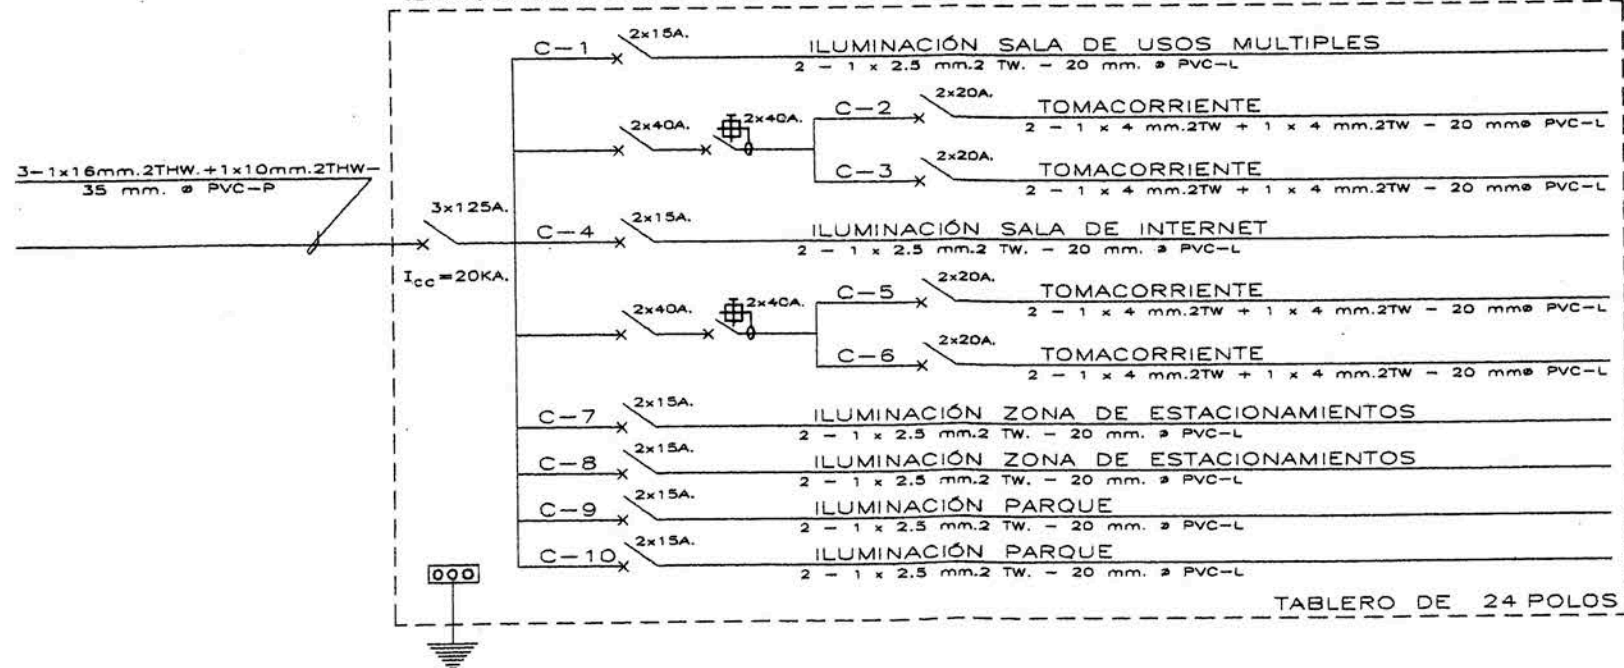 3-1x16mm.2THW.+1x10mm.2THW-
35 mm. ø PVC-P
3x125A.
Icc=20KA.
C-1 2x15A. ILUMINACIÓN SALA DE USOS MULTIPLES
2 - 1 x 2.5 mm.2 TW. - 20 mm. ø PVC-L
2x40A. 2x40A.
C-2 2x20A. TOMACORRIENTE
2 - 1 x 4 mm.2TW + 1 x 4 mm.2TW - 20 mmø PVC-L
C-3 2x20A. TOMACORRIENTE
2 - 1 x 4 mm.2TW + 1 x 4 mm.2TW - 20 mmø PVC-L
C-4 2x15A. ILUMINACIÓN SALA DE INTERNET
2 - 1 x 2.5 mm.2 TW. - 20 mm. ø PVC-L
2x40A. 2x40A.
C-5 2x20A. TOMACORRIENTE
2 - 1 x 4 mm.2TW + 1 x 4 mm.2TW - 20 mmø PVC-L
C-6 2x20A. TOMACORRIENTE
2 - 1 x 4 mm.2TW + 1 x 4 mm.2TW - 20 mmø PVC-L
C-7 2x15A. ILUMINACIÓN ZONA DE ESTACIONAMIENTOS
2 - 1 x 2.5 mm.2 TW. - 20 mm. ø PVC-L
C-8 2x15A. ILUMINACIÓN ZONA DE ESTACIONAMIENTOS
2 - 1 x 2.5 mm.2 TW. - 20 mm. ø PVC-L
C-9 2x15A. ILUMINACIÓN PARQUE
2 - 1 x 2.5 mm.2 TW. - 20 mm. ø PVC-L
C-10 2x15A. ILUMINACIÓN PARQUE
2 - 1 x 2.5 mm.2 TW. - 20 mm. ø PVC-L
TABLERO DE 24 POLOS